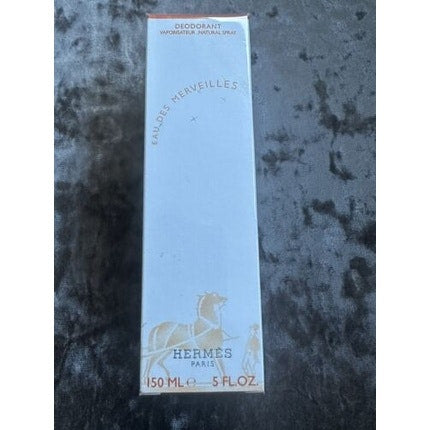 DEODORANT
VAPORISATEUR NATURAL SPRAY
EAU DES MERVEILLES
HERMÈS
PARIS
150 ML e 5 FL.OZ.